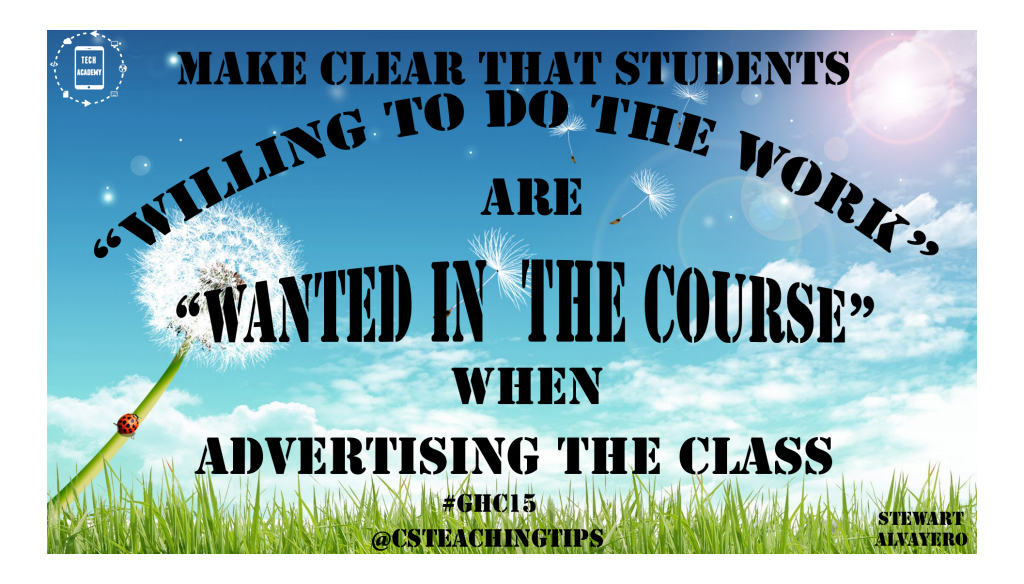 TECH
ACADEMY
MAKE CLEAR THAT STUDENTS
“WILLING TO DO THE WORK”
ARE
“WANTED IN THE COURSE”
WHEN
ADVERTISING THE CLASS
#GHC15
@CSTEACHINGTIPS
STEWART
ALVAYERO